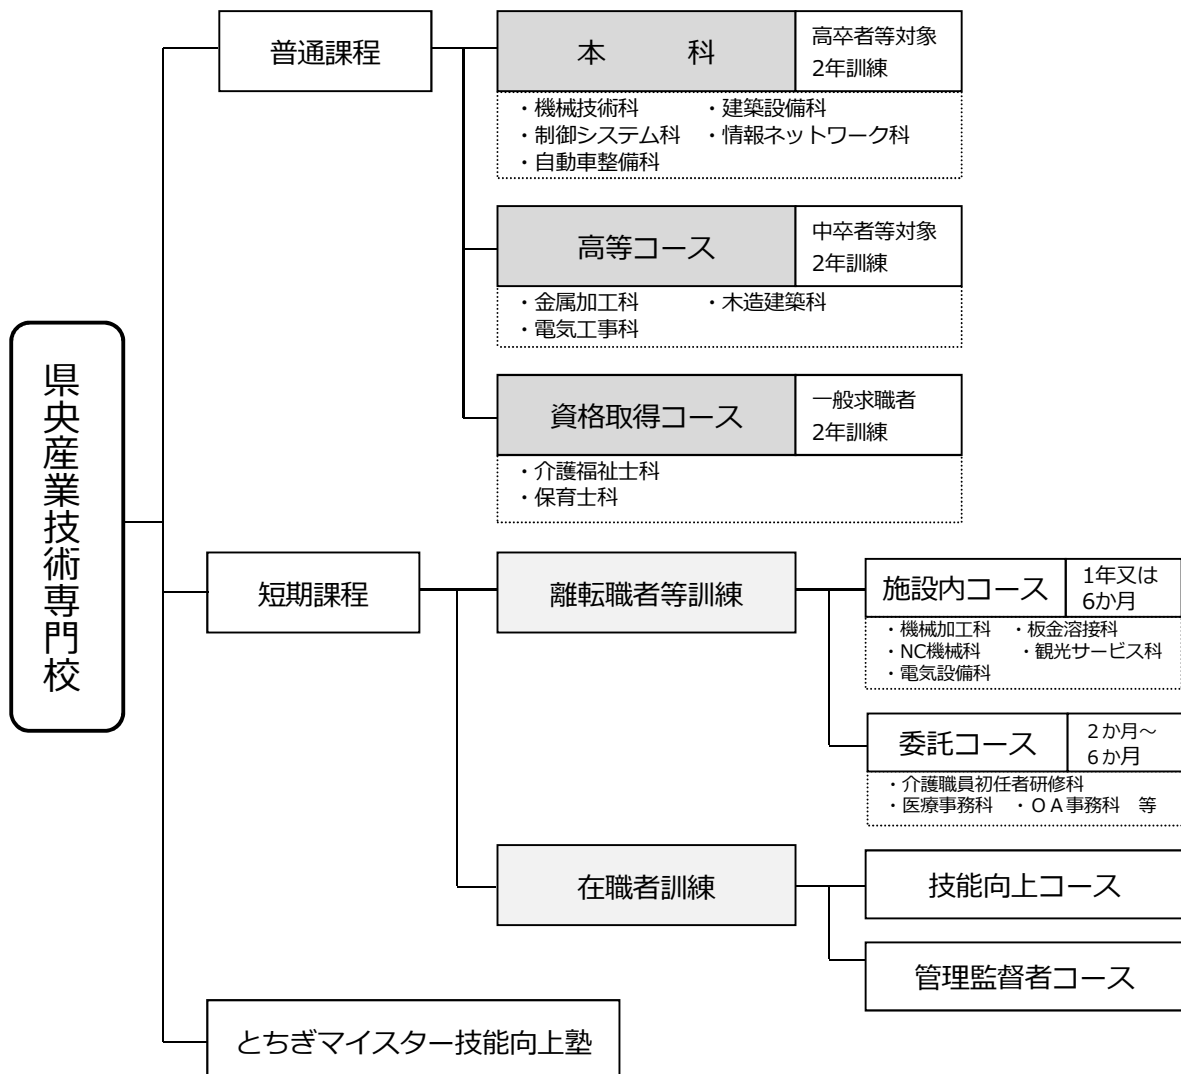 県央産業技術専門校
普通課程
本　　科
高卒者等対象
2年訓練
・機械技術科　　・建築設備科
・制御システム科　・情報ネットワーク科
・自動車整備科
高等コース
中卒者等対象
2年訓練
・金属加工科　　・木造建築科
・電気工事科
資格取得コース
一般求職者
2年訓練
・介護福祉士科
・保育士科
短期課程
離転職者等訓練
施設内コース
1年又は
6か月
・機械加工科　・板金溶接科
・NC機械科　　・観光サービス科
・電気設備科
委託コース
２か月～
６か月
・介護職員初任者研修科
・医療事務科　・ＯＡ事務科　等
在職者訓練
技能向上コース
管理監督者コース
とちぎマイスター技能向上塾